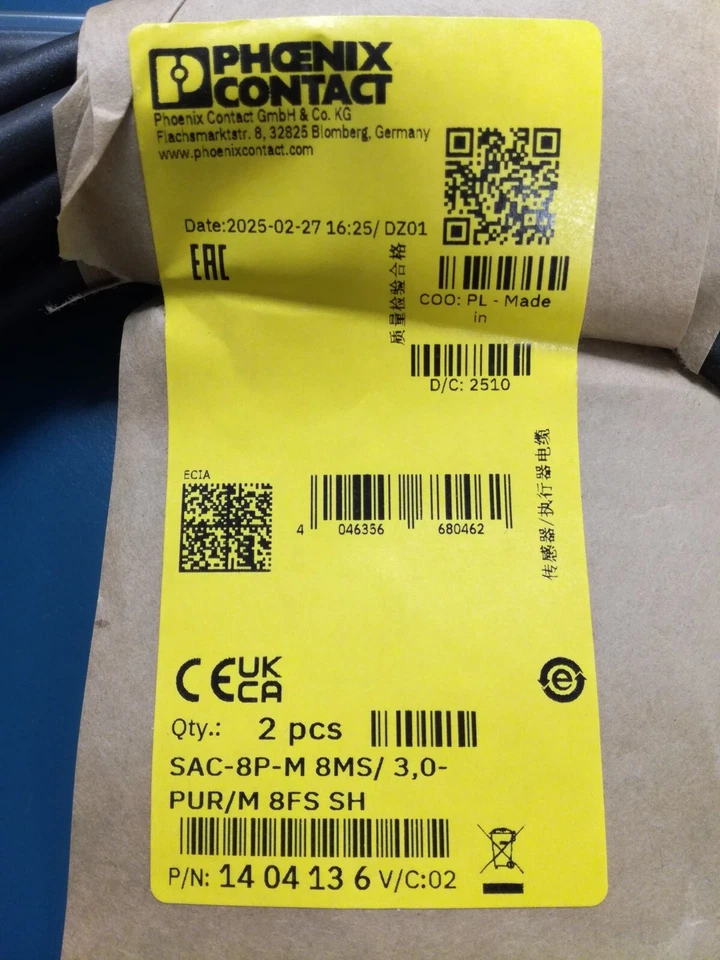 PHŒNIX
CONTACT
Phoenix Contact GmbH & Co. KG
Flachsmarktstr. 8, 32825 Blomberg, Germany
www.phoenixcontact.com
Date:2025-02-27 16:25/ DZ01
EAC
质量检验合格
COO: PL - Made
in
D/C: 2510
传感器/执行器电缆
ECIA
4 046356 680462
CE UK
CA
e
Qty.: 2 pcs
SAC-8P-M 8MS/ 3,0-
PUR/M 8FS SH
P/N: 14 04 13 6 V/C:02